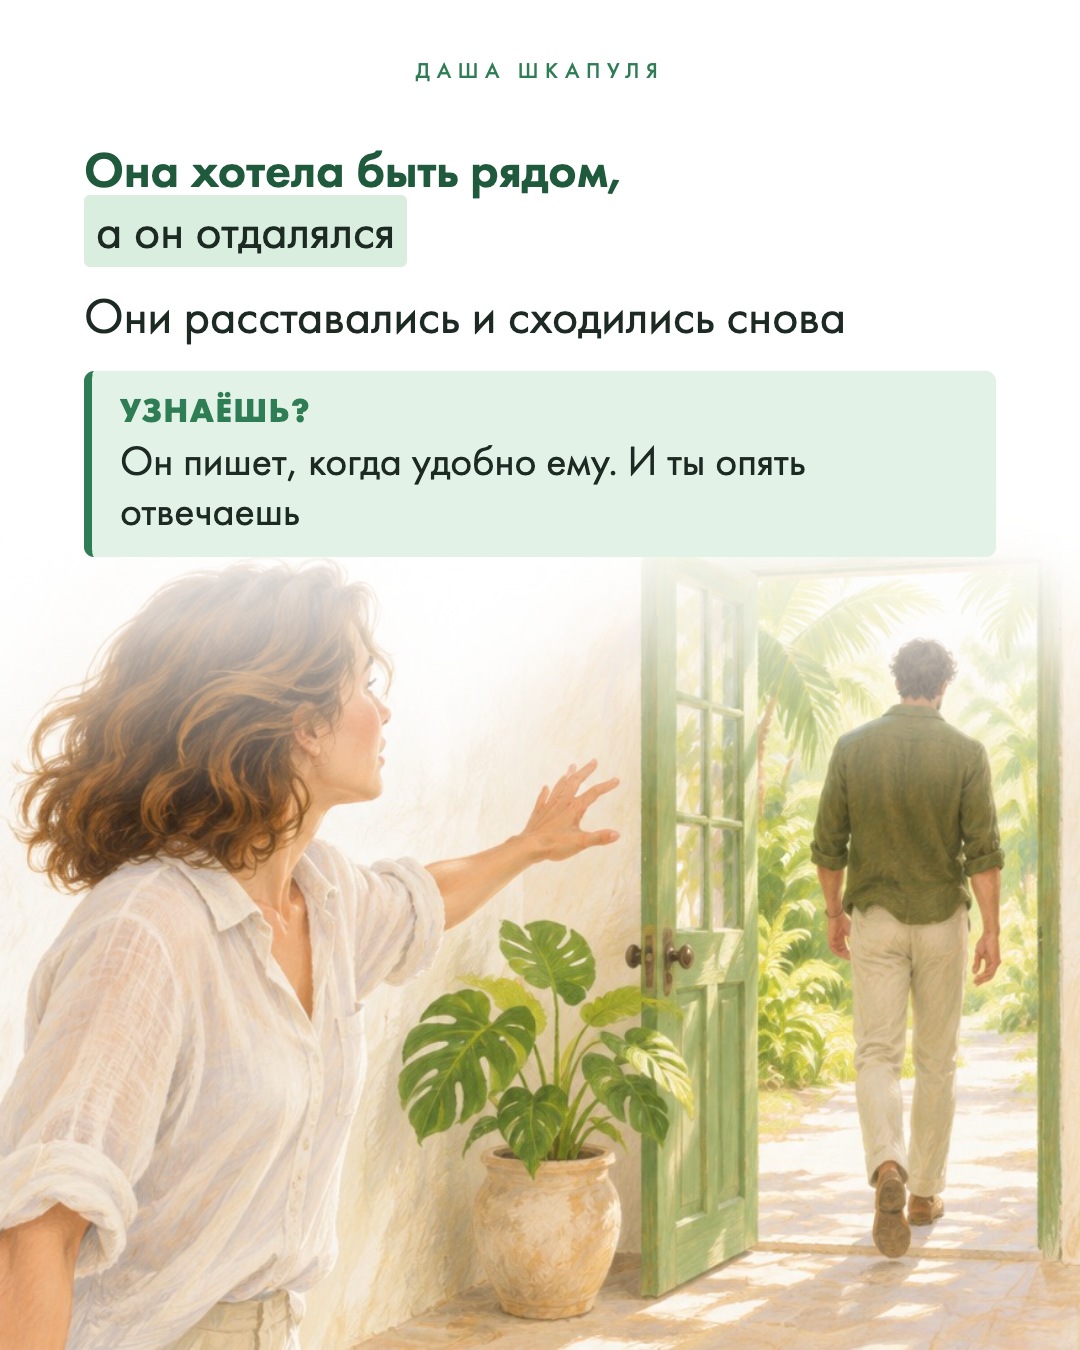 ДАША ШКАПУЛЯ
Она хотела быть рядом,
а он отдалялся
Они расставались и сходились снова
УЗНАЁШЬ?
Он пишет, когда удобно ему. И ты опять
отвечаешь